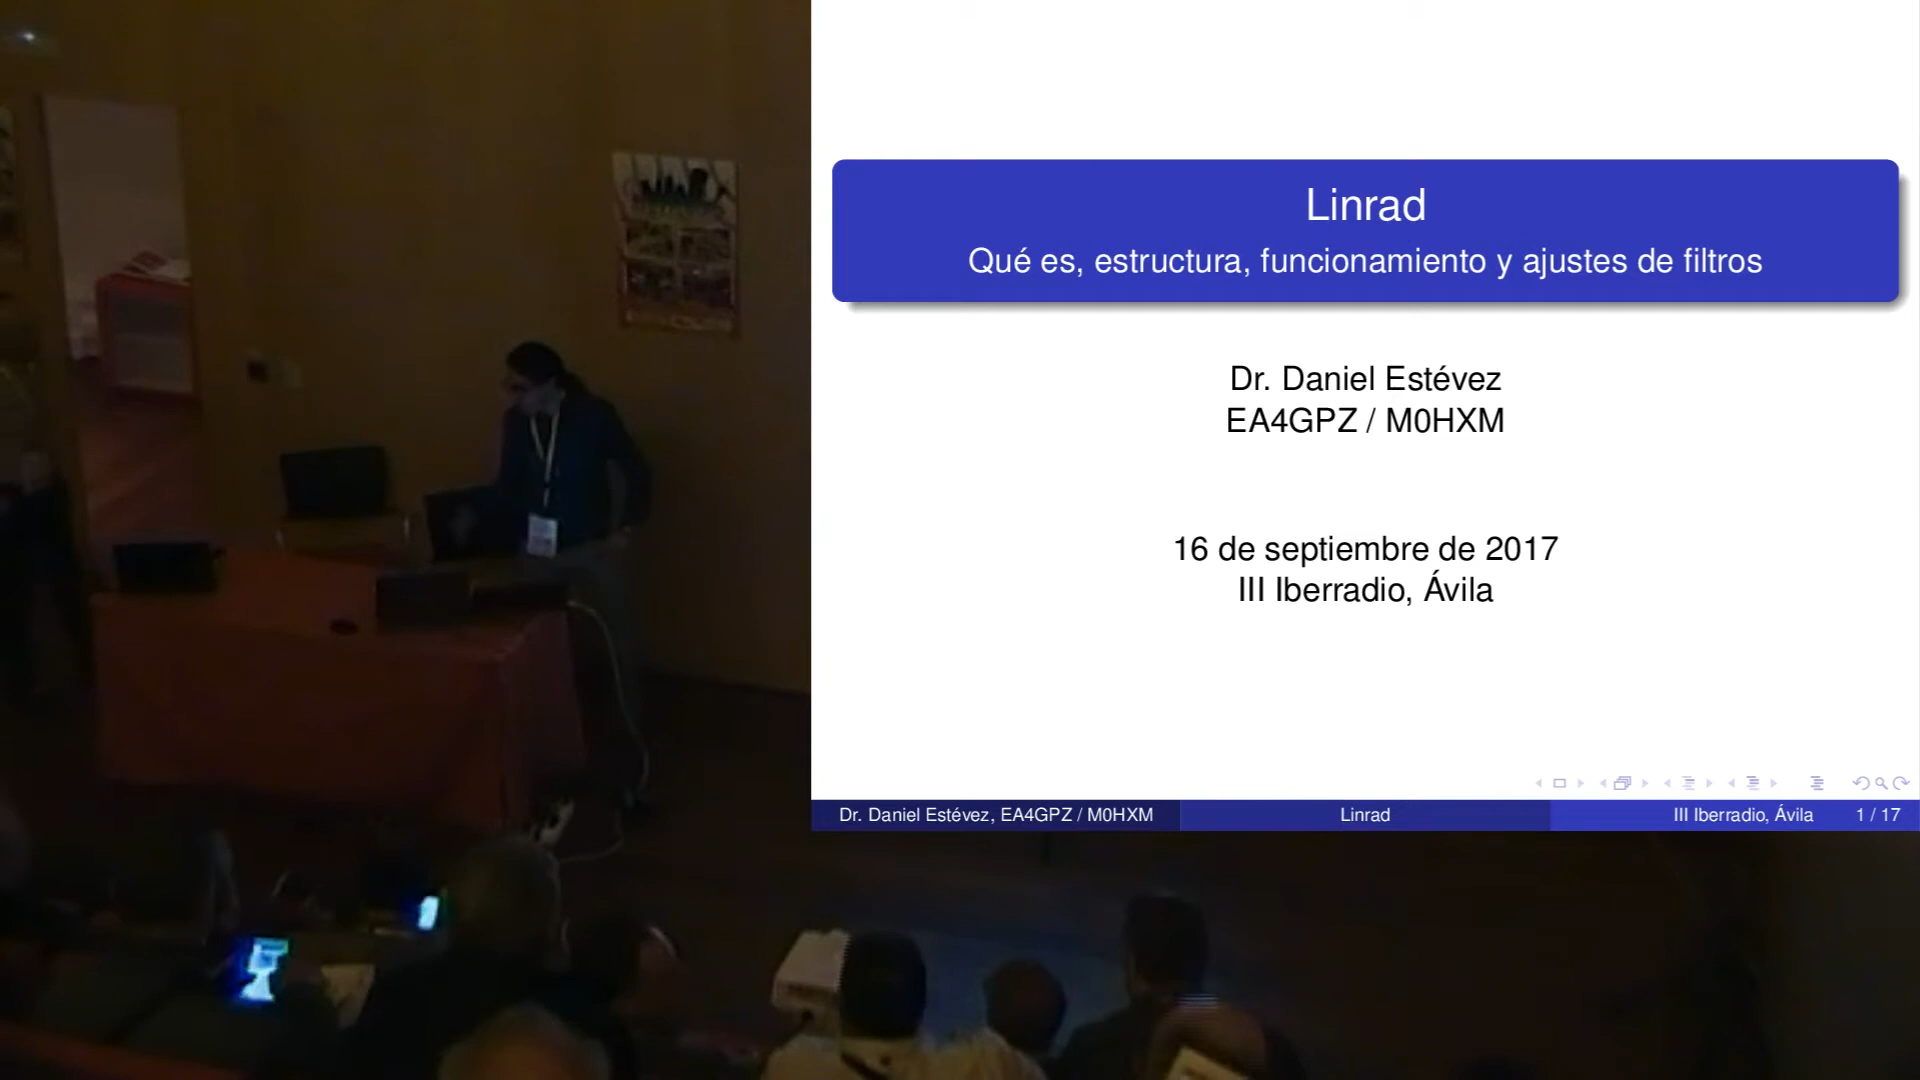 Linrad
Qué es, estructura, funcionamiento y ajustes de filtros
Dr. Daniel Estévez
EA4GPZ / M0HXM
16 de septiembre de 2017
III Iberradio, Ávila
Dr. Daniel Estévez, EA4GPZ / M0HXM Linrad III Iberradio, Ávila 1 / 17